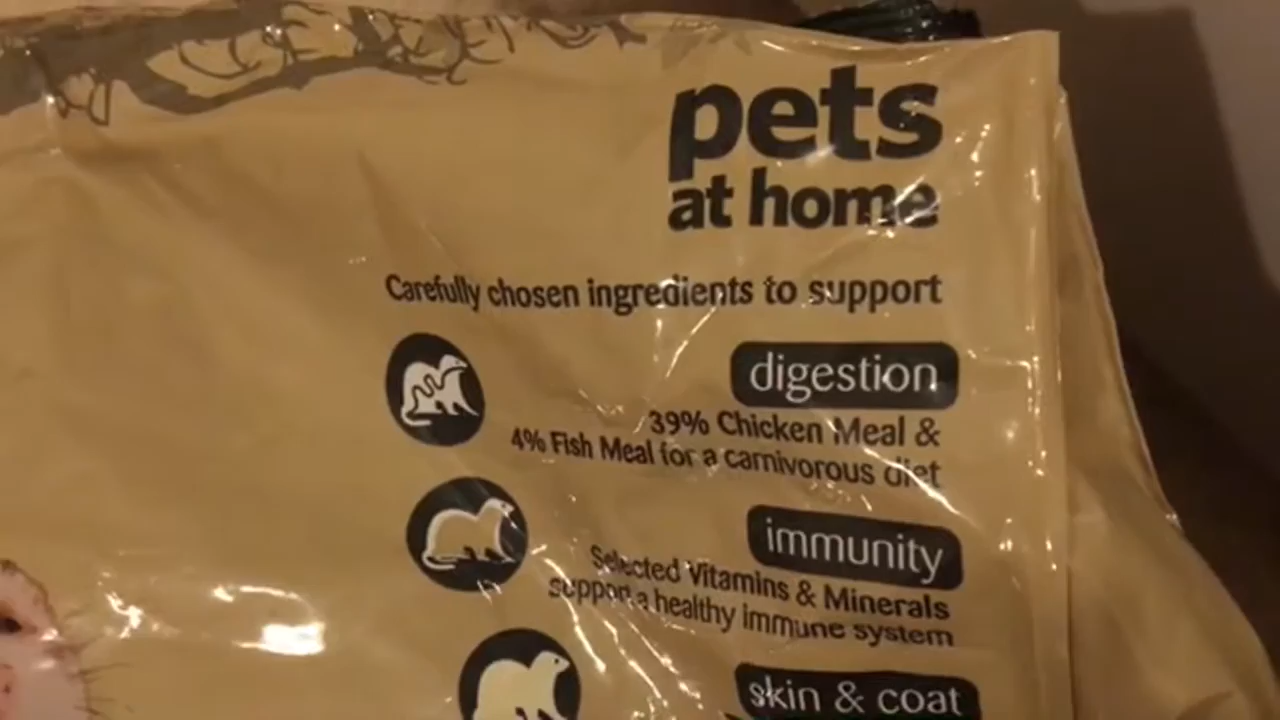 pets
at home
Carefully chosen ingredients to support
digestion
39% Chicken Meal &
4% Fish Meal for a carnivorous diet
immunity
Selected Vitamins & Minerals
support a healthy immune system
skin & coat